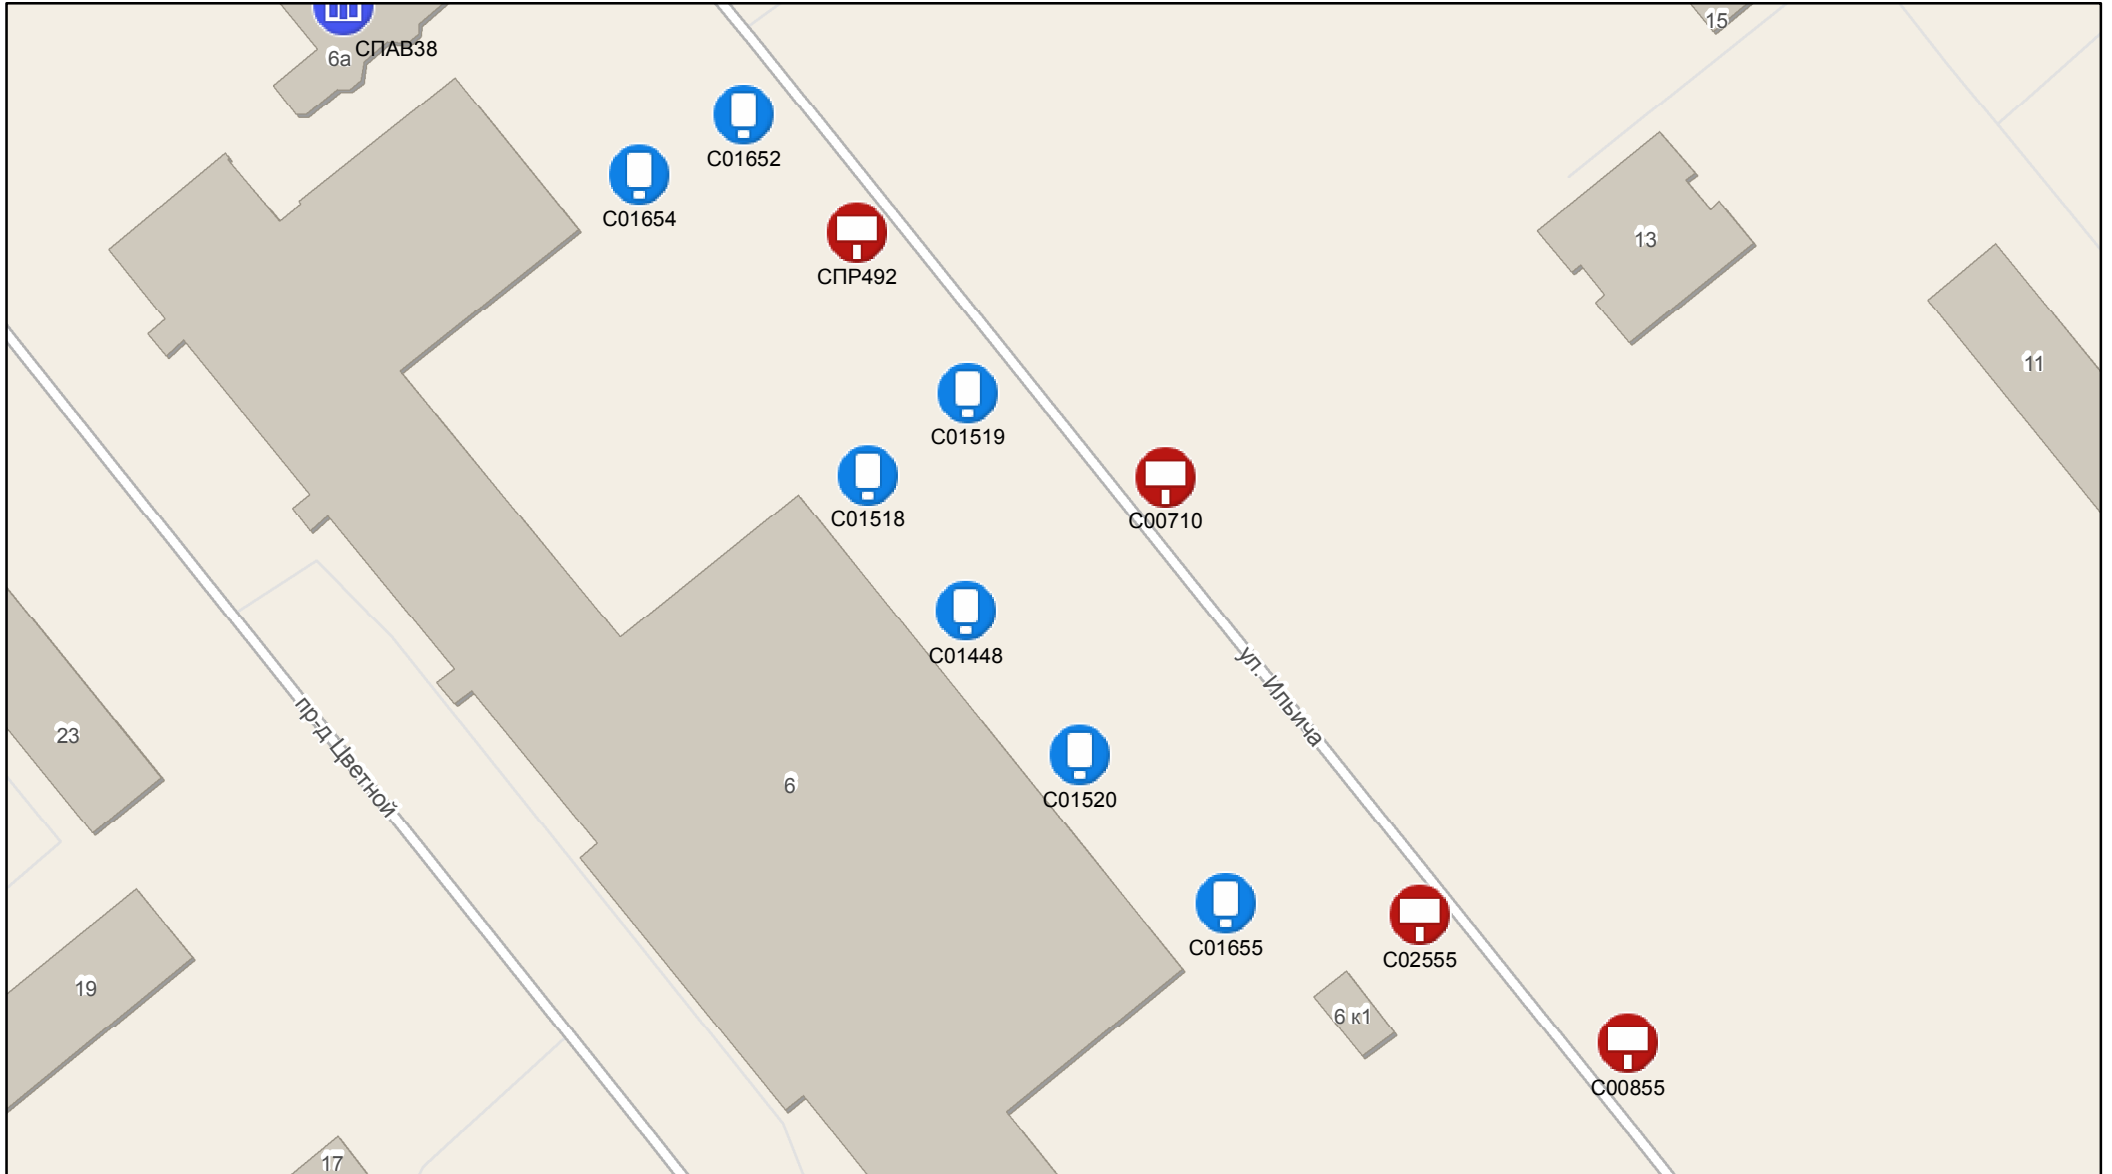 15
СПАВ38
6а
С01652
С01654
13
СПР492
11
С01519
С01518
С00710
С01448
ул. Ильича
23
пр-д Цветной
6
С01520
С01655
С02555
19
6 к1
С00855
17